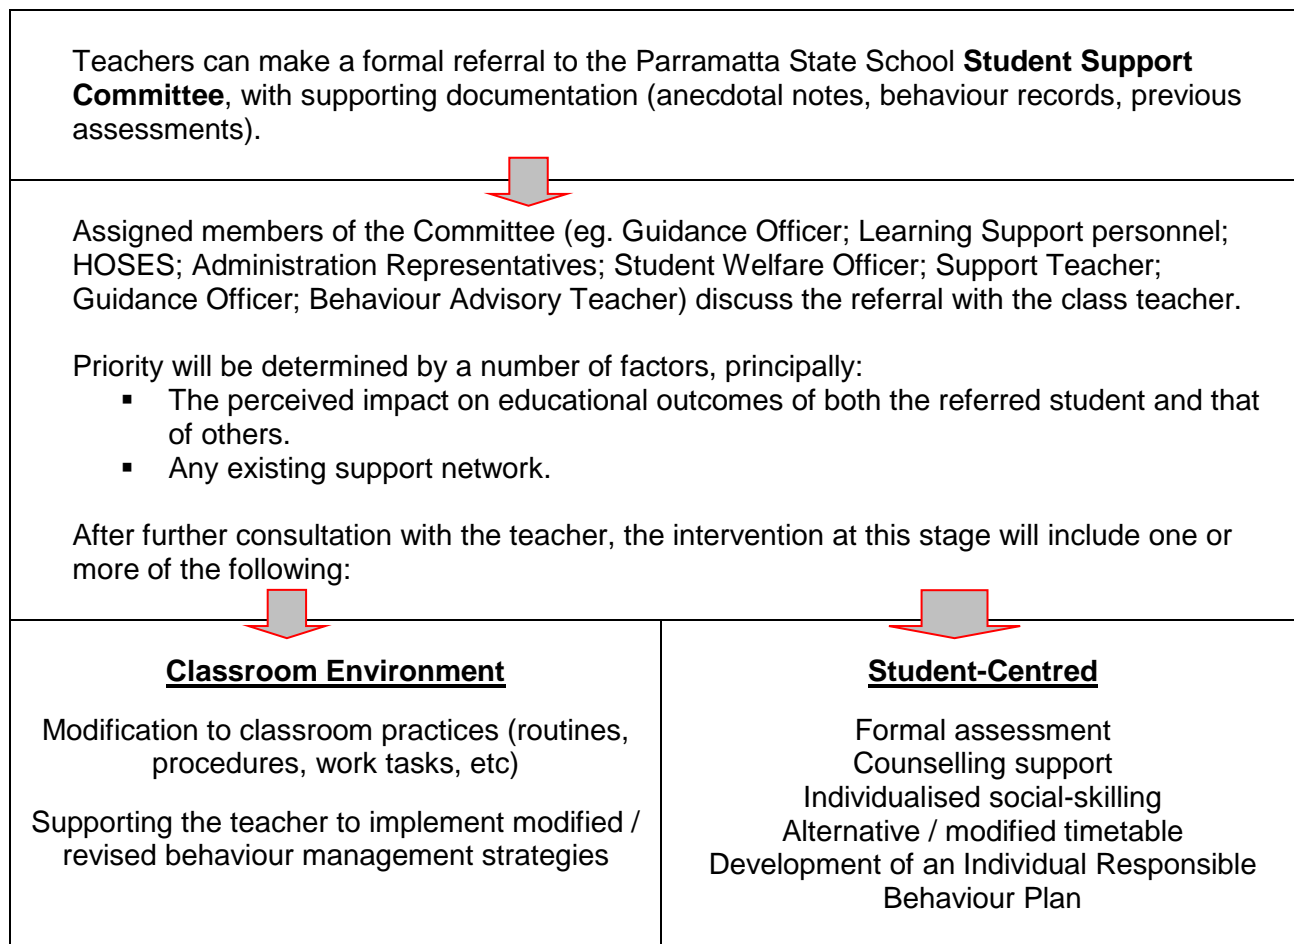 Teachers can make a formal referral to the Parramatta State School Student Support
Committee, with supporting documentation (anecdotal notes, behaviour records, previous
assessments).
Assigned members of the Committee (eg. Guidance Officer; Learning Support personnel;
HOSES; Administration Representatives; Student Welfare Officer; Support Teacher;
Guidance Officer; Behaviour Advisory Teacher) discuss the referral with the class teacher.
Priority will be determined by a number of factors, principally:
▪ The perceived impact on educational outcomes of both the referred student and that
of others.
▪ Any existing support network.
After further consultation with the teacher, the intervention at this stage will include one or
more of the following:
Classroom Environment
Modification to classroom practices (routines,
procedures, work tasks, etc)
Supporting the teacher to implement modified /
revised behaviour management strategies
Student-Centred
Formal assessment
Counselling support
Individualised social-skilling
Alternative / modified timetable
Development of an Individual Responsible
Behaviour Plan